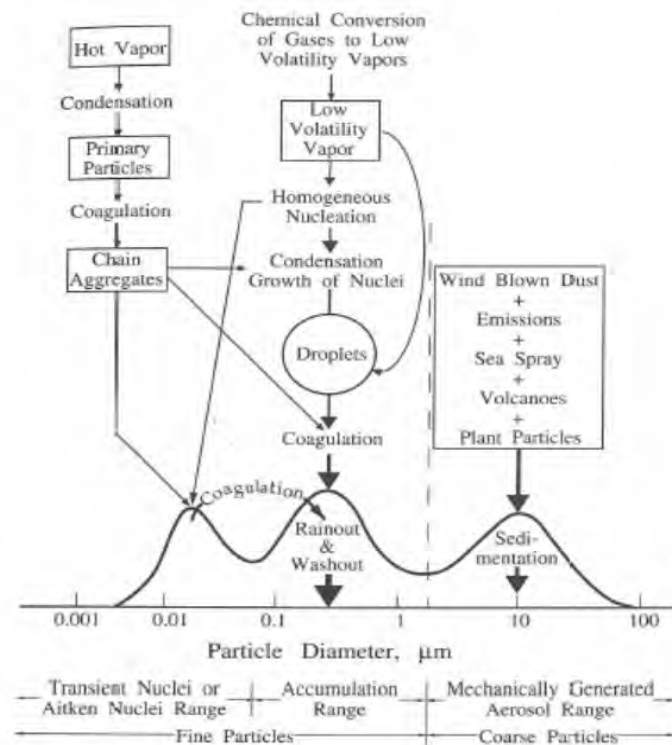 Hot Vapor
Condensation
Primary
Particles
Coagulation
Chain
Aggregates
Chemical Conversion
of Gases to Low
Volatility Vapors
Low
Volatility
Vapor
Homogeneous
Nucleation
Condensation
Growth of Nuclei
Droplets
Coagulation
Wind Blown Dust
+
Emissions
+
Sea Spray
+
Volcanoes
+
Plant Particles
Coagulation
Rainout
&
Washout
Sedi-
mentation
0.001 0.01 0.1 1 10 100
Particle Diameter, μm
Transient Nuclei or
Aitken Nuclei Range
Accumulation
Range
Mechanically Generated
Aerosol Range
Fine Particles
Coarse Particles